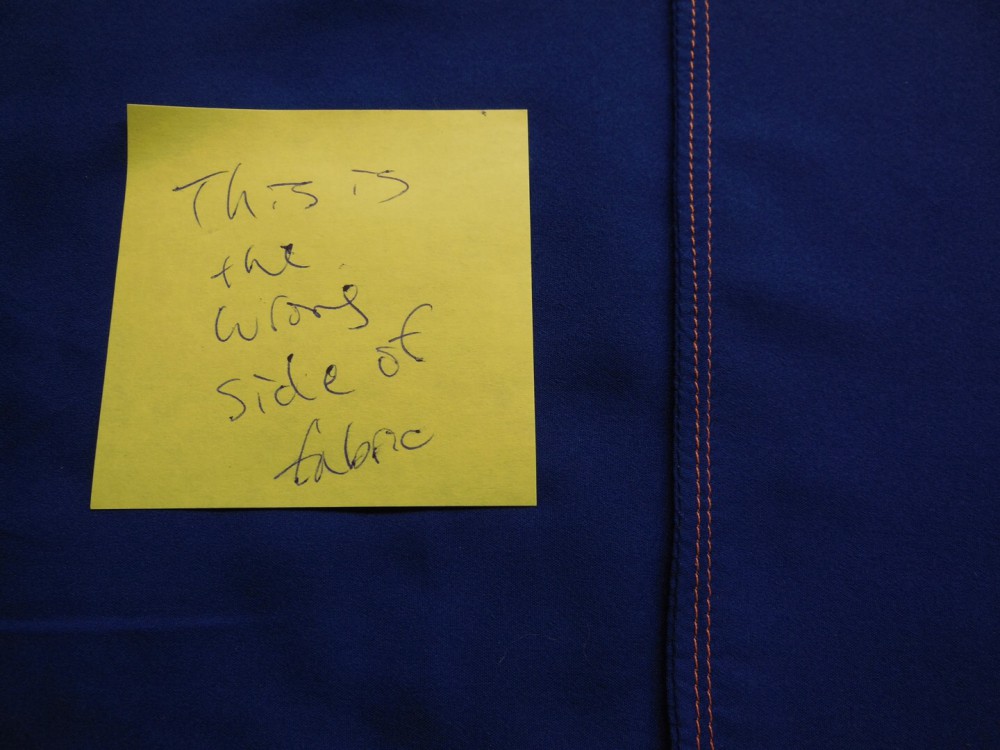 This is
the
wrong
side of
fabric